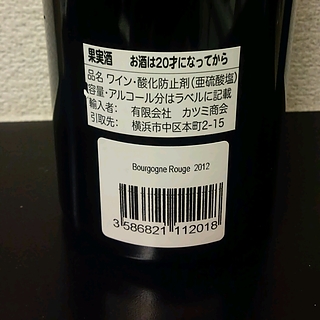 果実酒　お酒は20才になってから
品名 ワイン・酸化防止剤(亜硫酸塩)
容量・アルコール分はラベルに記載
輸入者： 有限会社 カツミ商会
引取先： 横浜市中区本町2-15
Bourgogne Rouge 2012
3 586821 112018